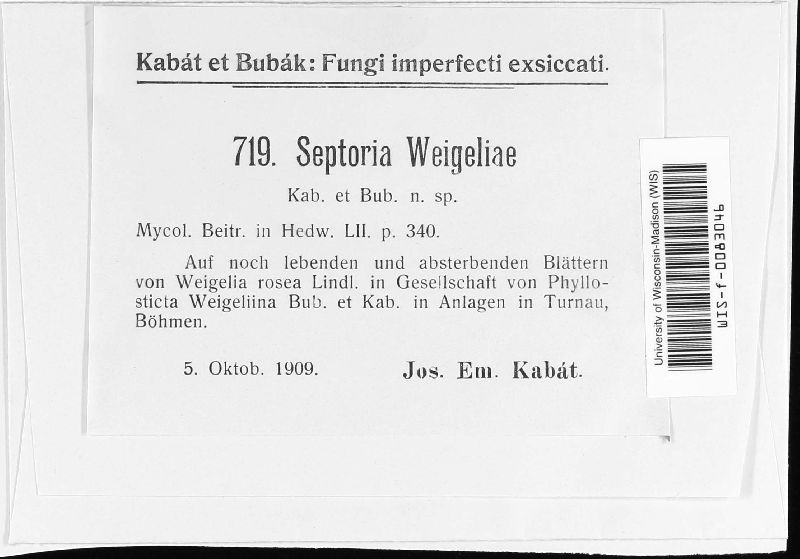 Kabát et Bubák: Fungi imperfecti exsiccati.
719. Septoria Weigeliae
Kab. et Bub. n. sp.
Mycol. Beitr. in Hedw. LII. p. 340.
Auf noch lebenden und absterbenden Blättern
von Weigelia rosea Lindl. in Gesellschaft von Phyllo-
sticta Weigeliina Bub. et Kab. in Anlagen in Turnau,
Böhmen.
5. Oktob. 1909. Jos. Em. Kabát.
University of Wisconsin-Madison (WIS)
WIS-f-0083046